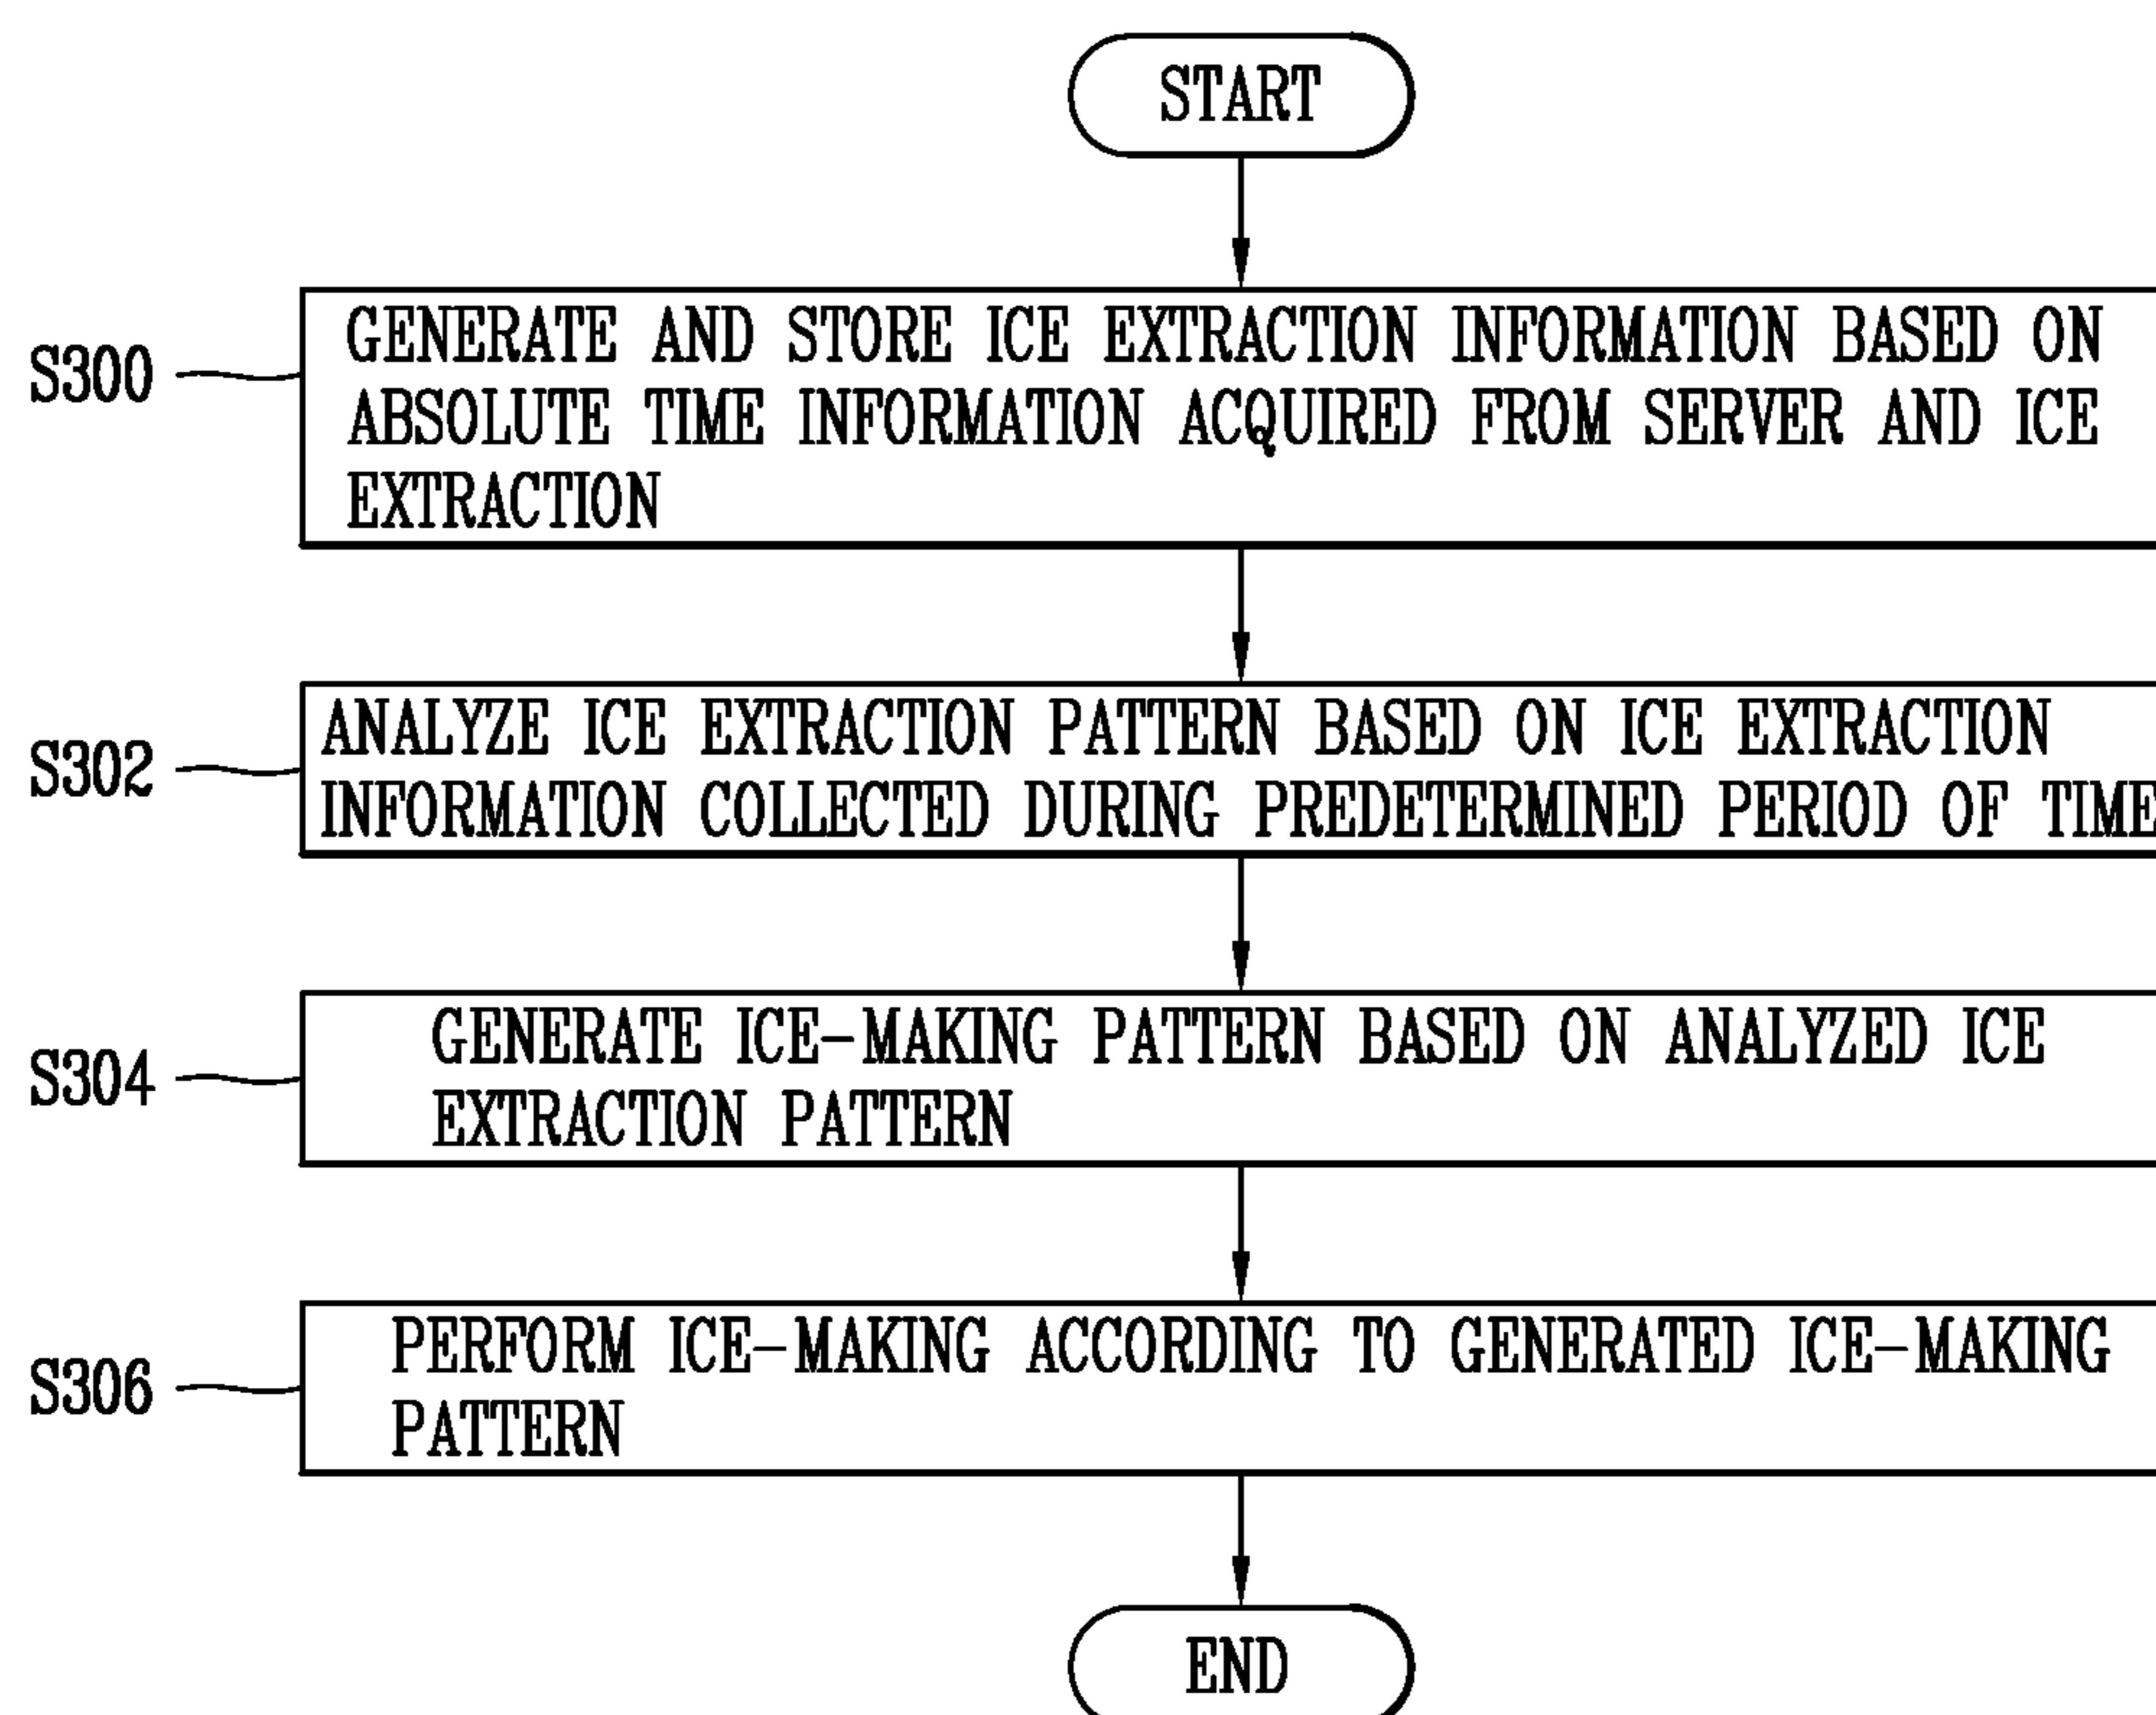 START
S300
GENERATE AND STORE ICE EXTRACTION INFORMATION BASED ON
ABSOLUTE TIME INFORMATION ACQUIRED FROM SERVER AND ICE
EXTRACTION
S302
ANALYZE ICE EXTRACTION PATTERN BASED ON ICE EXTRACTION
INFORMATION COLLECTED DURING PREDETERMINED PERIOD OF TIME
S304
GENERATE ICE-MAKING PATTERN BASED ON ANALYZED ICE
EXTRACTION PATTERN
S306
PERFORM ICE-MAKING ACCORDING TO GENERATED ICE-MAKING
PATTERN
END